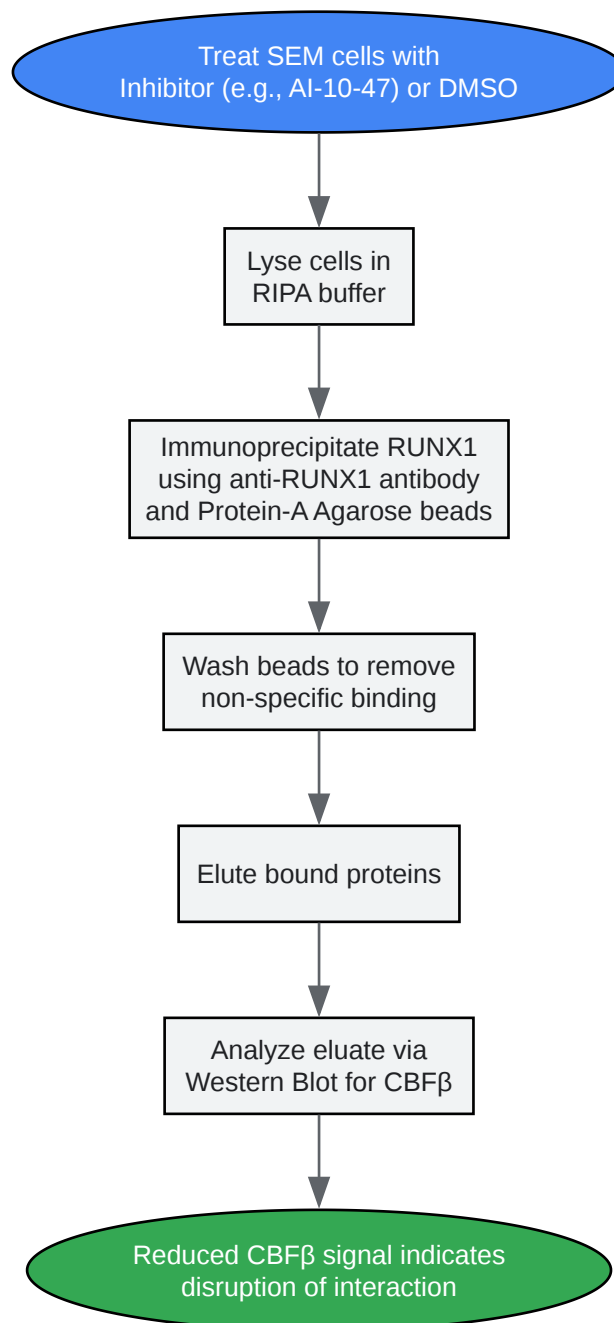 Treat SEM cells with
Inhibitor (e.g., AI-10-47) or DMSO
Lyse cells in
RIPA buffer
Immunoprecipitate RUNX1
using anti-RUNX1 antibody
and Protein-A Agarose beads
Wash beads to remove
non-specific binding
Elute bound proteins
Analyze eluate via
Western Blot for CBFβ
Reduced CBFβ signal indicates
disruption of interaction